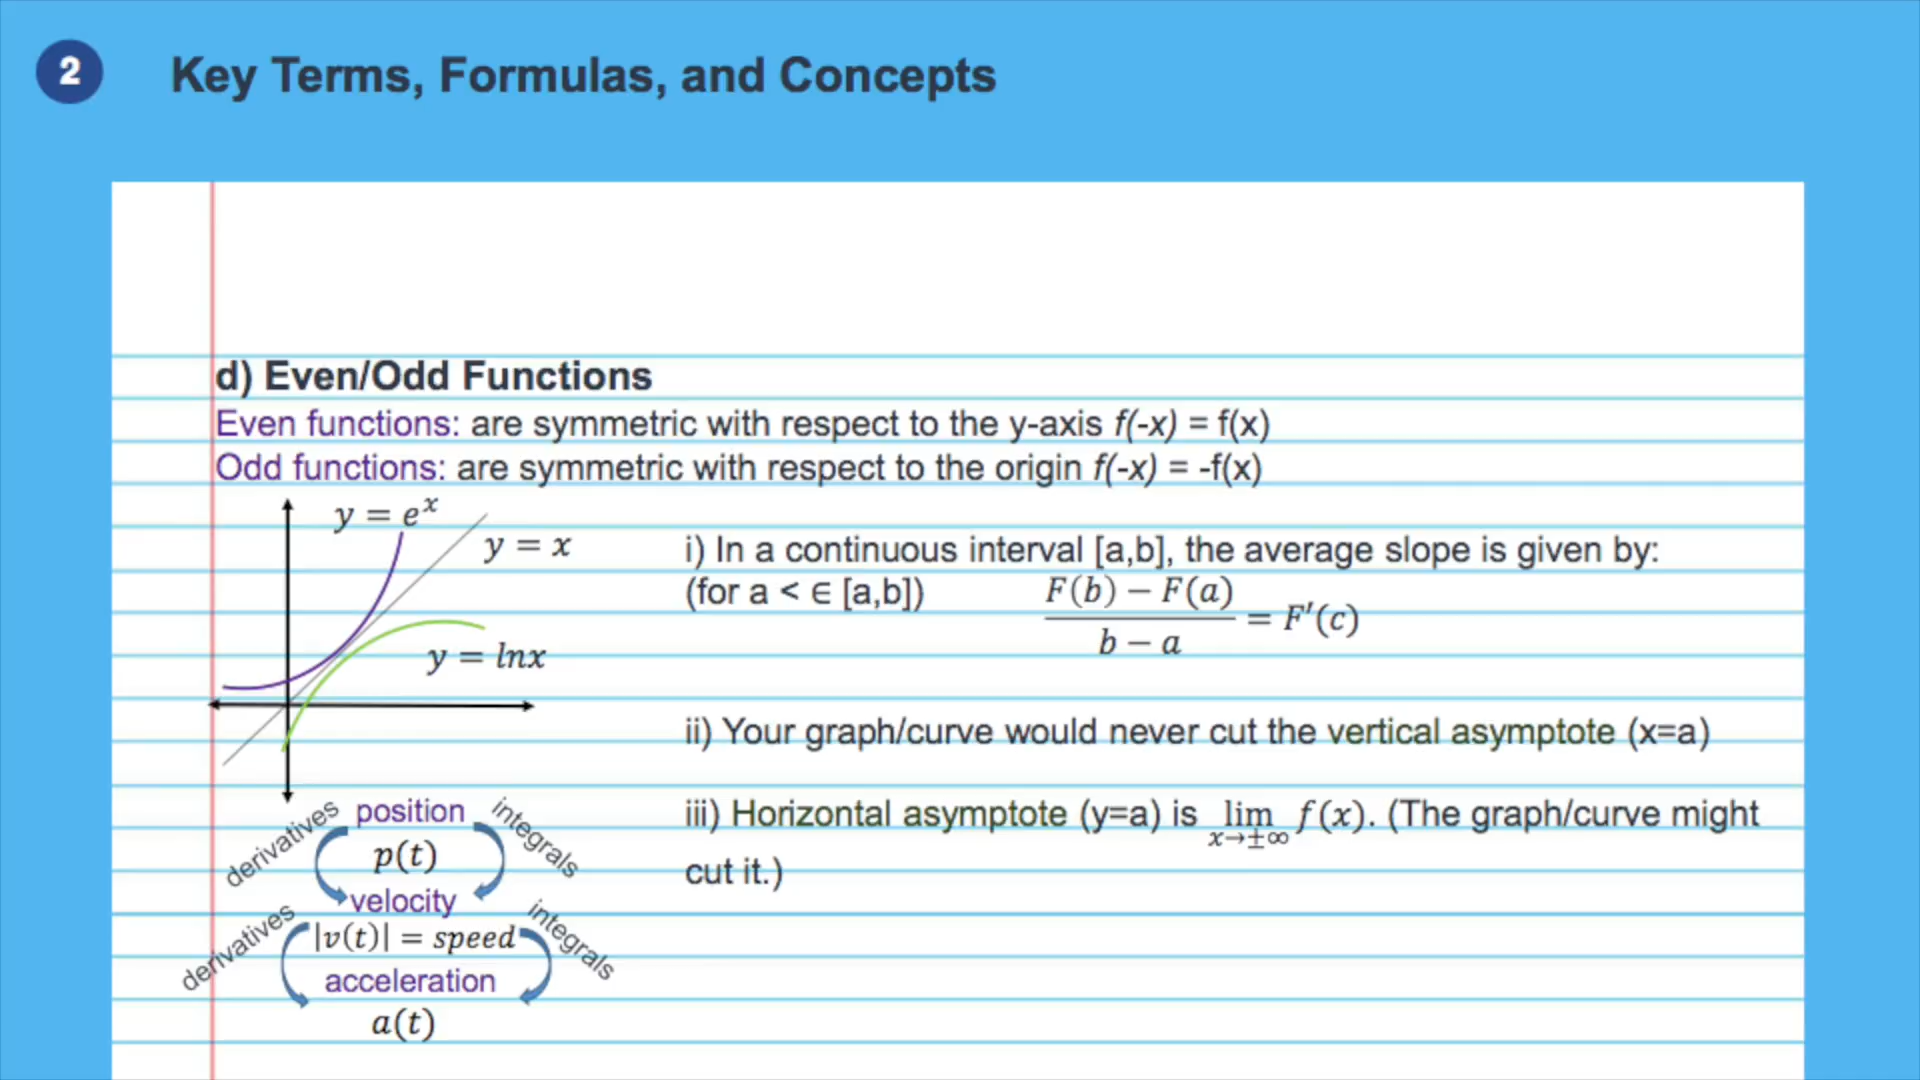 2
Key Terms, Formulas, and Concepts
d) Even/Odd Functions
Even functions: are symmetric with respect to the y-axis f(-x) = f(x)
Odd functions: are symmetric with respect to the origin f(-x) = -f(x)
y = eˣ
y = x
y = lnx
i) In a continuous interval [a,b], the average slope is given by:
(for a < ∈ [a,b])
F(b) − F(a)
b − a
= F′(c)
ii) Your graph/curve would never cut the vertical asymptote (x=a)
iii) Horizontal asymptote (y=a) is lim f(x). (The graph/curve might
x→±∞
cut it.)
derivatives
position
integrals
p(t)
velocity
derivatives
|v(t)| = speed
integrals
acceleration
a(t)